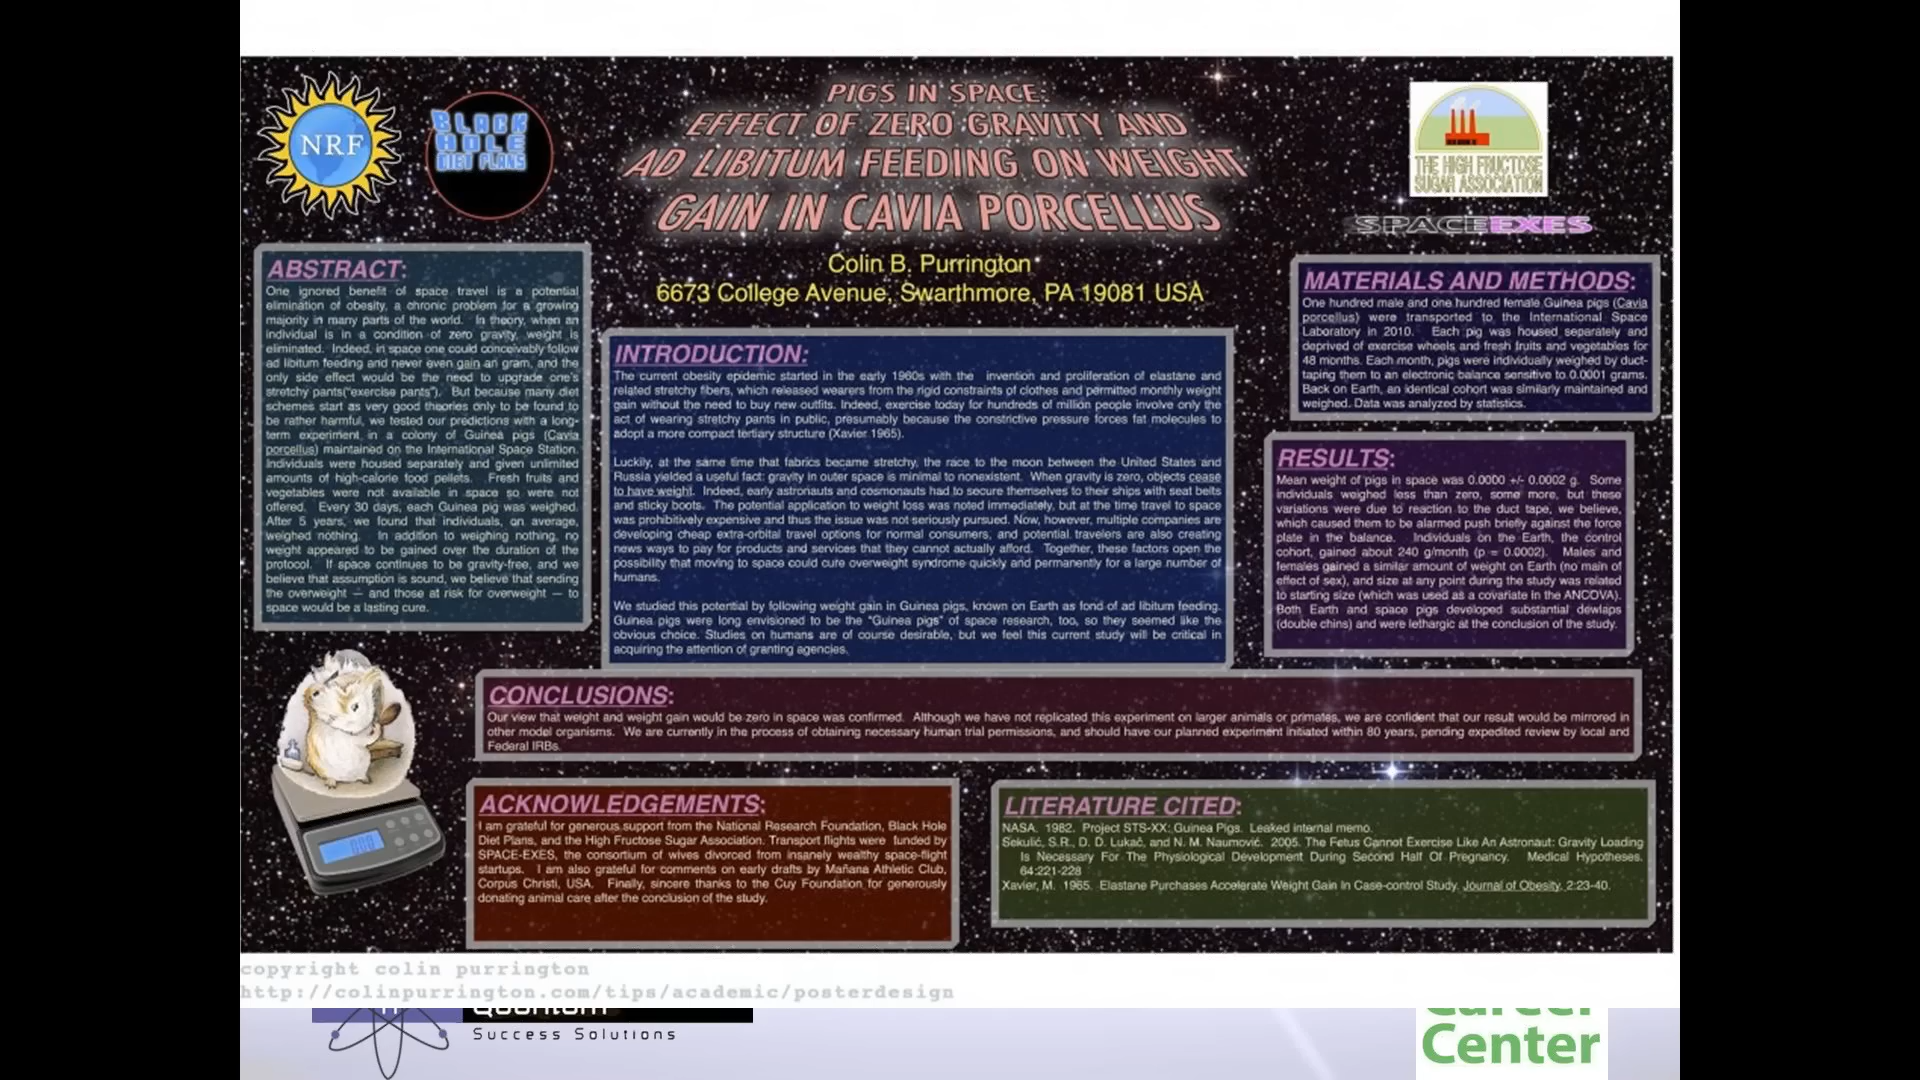 NRF
BLACK
HOLE
DIET PLANS
PIGS IN SPACE:
EFFECT OF ZERO GRAVITY AND
AD LIBITUM FEEDING ON WEIGHT
GAIN IN CAVIA PORCELLUS
Colin B. Purrington
6673 College Avenue, Swarthmore, PA 19081 USA
THE HIGH FRUCTOSE
SUGAR ASSOCIATION
SPACEEXES
ABSTRACT:
One ignored benefit of space travel is a potential
elimination of obesity, a chronic problem for a growing
majority in many parts of the world. In theory, when an
individual is in a condition of zero gravity, weight is
eliminated. Indeed, in space one could conceivably follow
ad libitum feeding and never even gain an gram, and the
only side effect would be the need to upgrade one's
stretchy pants("exercise pants"). But because many diet
schemes start as very good theories only to be found to
be rather harmful, we tested our predictions with a long-
term experiment in a colony of Guinea pigs (Cavia
porcellus) maintained on the International Space Station.
Individuals were housed separately and given unlimited
amounts of high-calorie food pellets. Fresh fruits and
vegetables were not available in space so were not
offered. Every 30 days, each Guinea pig was weighed.
After 5 years, we found that individuals, on average,
weighed nothing. In addition to weighing nothing, no
weight appeared to be gained over the duration of the
protocol. If space continues to be gravity-free, and we
believe that assumption is sound, we believe that sending
the overweight — and those at risk for overweight — to
space would be a lasting cure.
INTRODUCTION:
The current obesity epidemic started in the early 1960s with the invention and proliferation of elastane and
related stretchy fibers, which released wearers from the rigid constraints of clothes and permitted monthly weight
gain without the need to buy new outfits. Indeed, exercise today for hundreds of million people involve only the
act of wearing stretchy pants in public, presumably because the constrictive pressure forces fat molecules to
adopt a more compact tertiary structure (Xavier 1965).
Luckily, at the same time that fabrics became stretchy, the race to the moon between the United States and
Russia yielded a useful fact: gravity in outer space is minimal to nonexistent. When gravity is zero, objects cease
to have weight. Indeed, early astronauts and cosmonauts had to secure themselves to their ships with seat belts
and sticky boots. The potential application to weight loss was noted immediately, but at the time travel to space
was prohibitively expensive and thus the issue was not seriously pursued. Now, however, multiple companies are
developing cheap extra-orbital travel options for normal consumers, and potential travelers are also creating
news ways to pay for products and services that they cannot actually afford. Together, these factors open the
possibility that moving to space could cure overweight syndrome quickly and permanently for a large number of
humans.
We studied this potential by following weight gain in Guinea pigs, known on Earth as fond of ad libitum feeding.
Guinea pigs were long envisioned to be the "Guinea pigs" of space research, too, so they seemed like the
obvious choice. Studies on humans are of course desirable, but we feel this current study will be critical in
acquiring the attention of granting agencies.
MATERIALS AND METHODS:
One hundred male and one hundred female Guinea pigs (Cavia
porcellus) were transported to the International Space
Laboratory in 2010. Each pig was housed separately and
deprived of exercise wheels and fresh fruits and vegetables for
48 months. Each month, pigs were individually weighed by duct-
taping them to an electronic balance sensitive to 0.0001 grams.
Back on Earth, an identical cohort was similarly maintained and
weighed. Data was analyzed by statistics.
RESULTS:
Mean weight of pigs in space was 0.0000 +/- 0.0002 g. Some
individuals weighed less than zero, some more, but these
variations were due to reaction to the duct tape, we believe,
which caused them to be alarmed push briefly against the force
plate in the balance. Individuals on the Earth, the control
cohort, gained about 240 g/month (p = 0.0002). Males and
females gained a similar amount of weight on Earth (no main of
effect of sex), and size at any point during the study was related
to starting size (which was used as a covariate in the ANCOVA).
Both Earth and space pigs developed substantial dewlaps
(double chins) and were lethargic at the conclusion of the study.
CONCLUSIONS:
Our view that weight and weight gain would be zero in space was confirmed. Although we have not replicated this experiment on larger animals or primates, we are confident that our result would be mirrored in
other model organisms. We are currently in the process of obtaining necessary human trial permissions, and should have our planned experiment initiated within 80 years, pending expedited review by local and
Federal IRBs.
ACKNOWLEDGEMENTS:
I am grateful for generous support from the National Research Foundation, Black Hole
Diet Plans, and the High Fructose Sugar Association. Transport flights were funded by
SPACE-EXES, the consortium of wives divorced from insanely wealthy space-flight
startups. I am also grateful for comments on early drafts by Mañana Athletic Club,
Corpus Christi, USA. Finally, sincere thanks to the Cuy Foundation for generously
donating animal care after the conclusion of the study.
LITERATURE CITED:
NASA. 1982. Project STS-XX: Guinea Pigs. Leaked internal memo.
Sekulić, S.R., D. D. Lukač, and N. M. Naumović. 2005. The Fetus Cannot Exercise Like An Astronaut: Gravity Loading
Is Necessary For The Physiological Development During Second Half Of Pregnancy. Medical Hypotheses.
64:221-228
Xavier, M. 1965. Elastane Purchases Accelerate Weight Gain In Case-control Study. Journal of Obesity. 2:23-40.
copyright colin purrington
http://colinpurrington.com/tips/academic/posterdesign
Quantum
Success Solutions
Career
Center